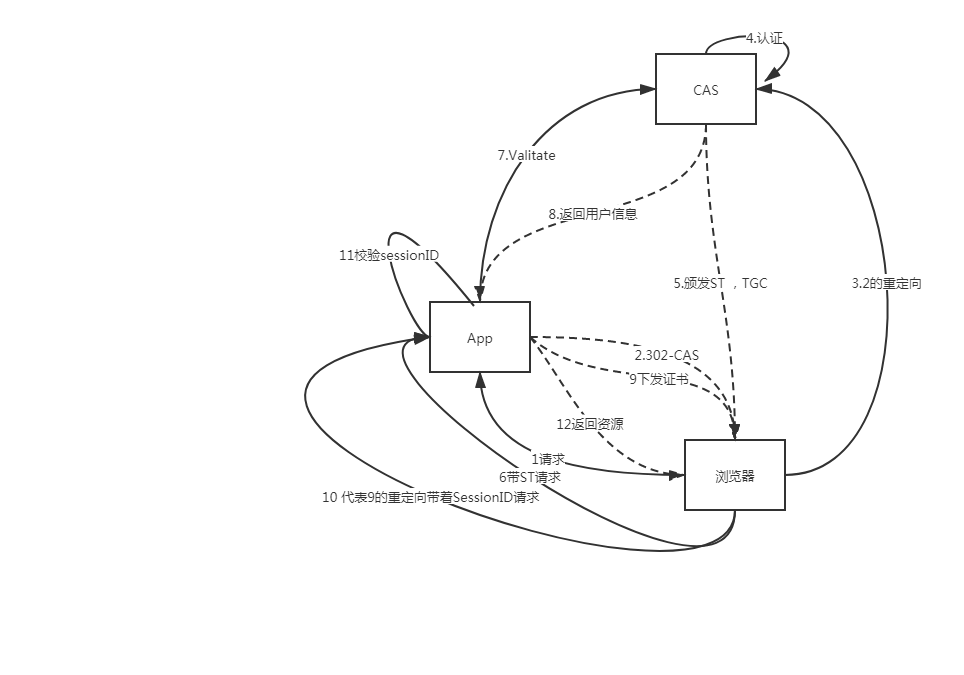 4.认证
CAS
7.Valitate
8.返回用户信息
11校验sessionID
5.颁发ST ，TGC
3.2的重定向
App
2.302-CAS
9下发证书
12返回资源
1请求
6带ST请求
浏览器
10 代表9的重定向带着SessionID请求